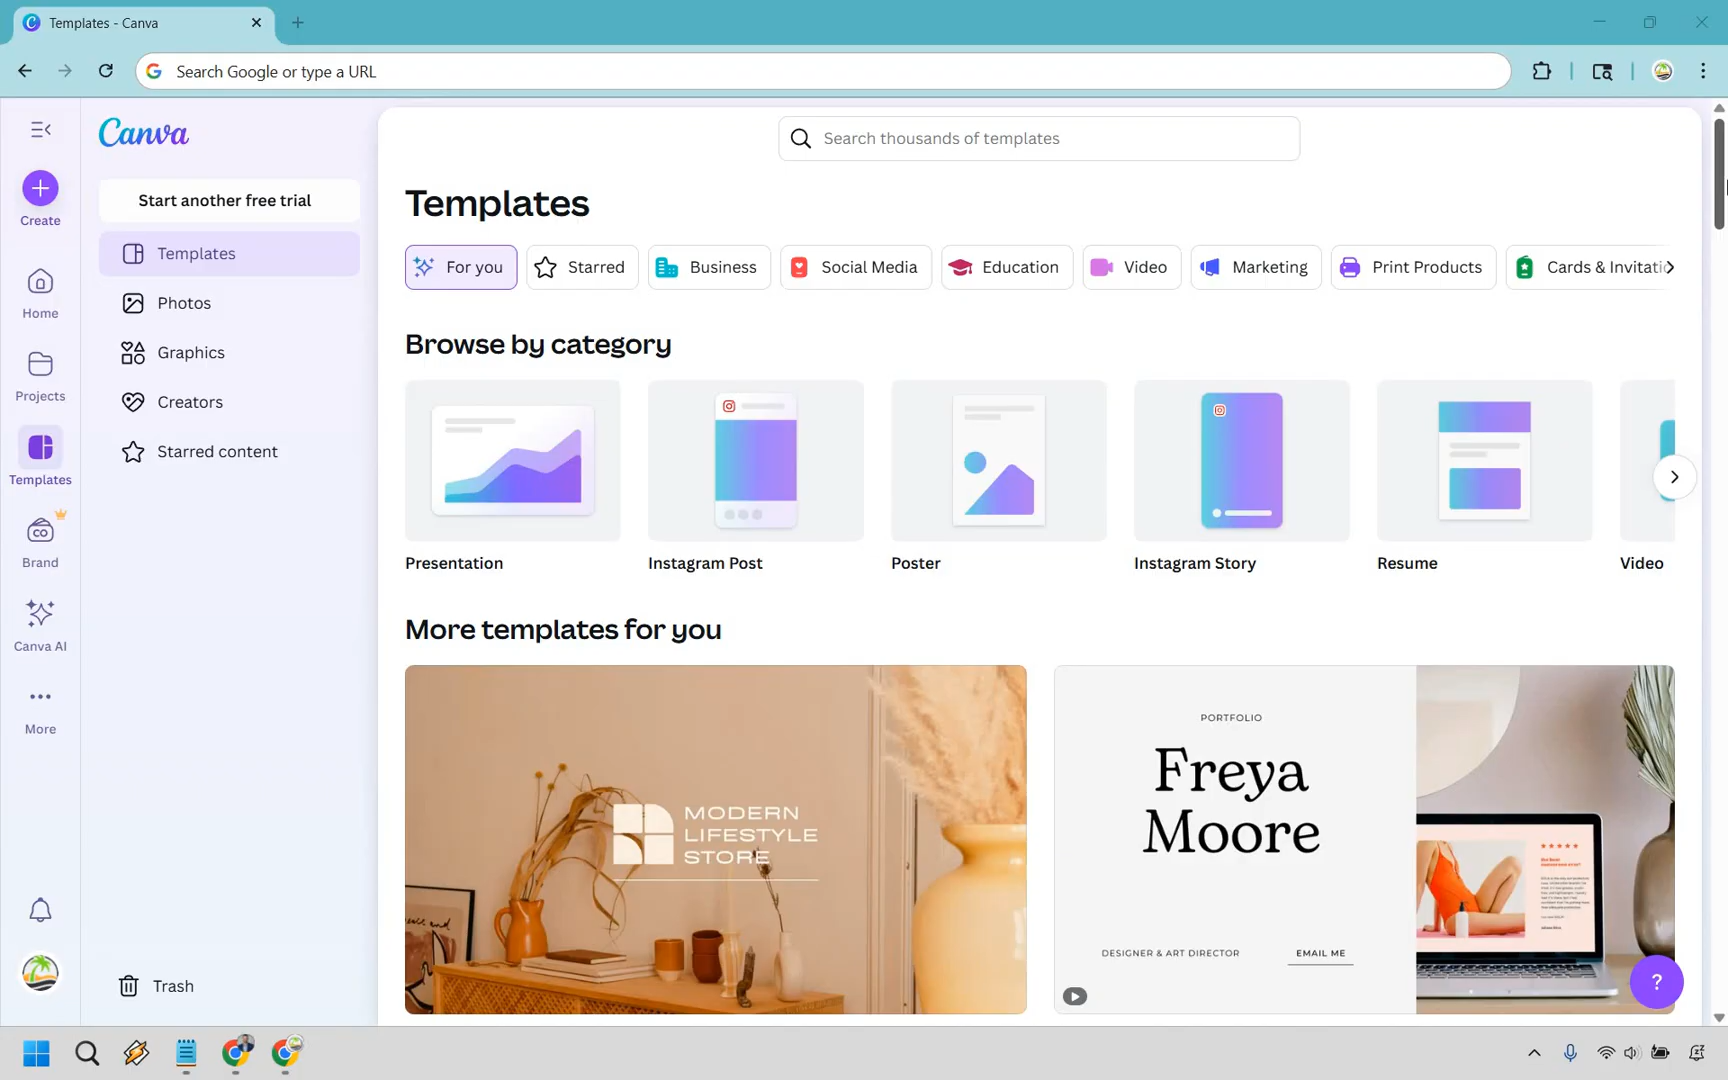 Templates - Canva
Search Google or type a URL
Canva
Search thousands of templates
Create
Start another free trial
Templates
Templates
For you
Starred
Business
Social Media
Education
Video
Marketing
Print Products
Cards & Invitatio
Photos
Home
Graphics
Browse by category
Projects
Creators
Starred content
Templates
Brand
Presentation
Instagram Post
Poster
Instagram Story
Resume
Video
Canva AI
More templates for you
More
PORTFOLIO
Freya
Moore
MODERN
LIFESTYLE
STORE
DESIGNER & ART DIRECTOR
EMAIL ME
Trash
?